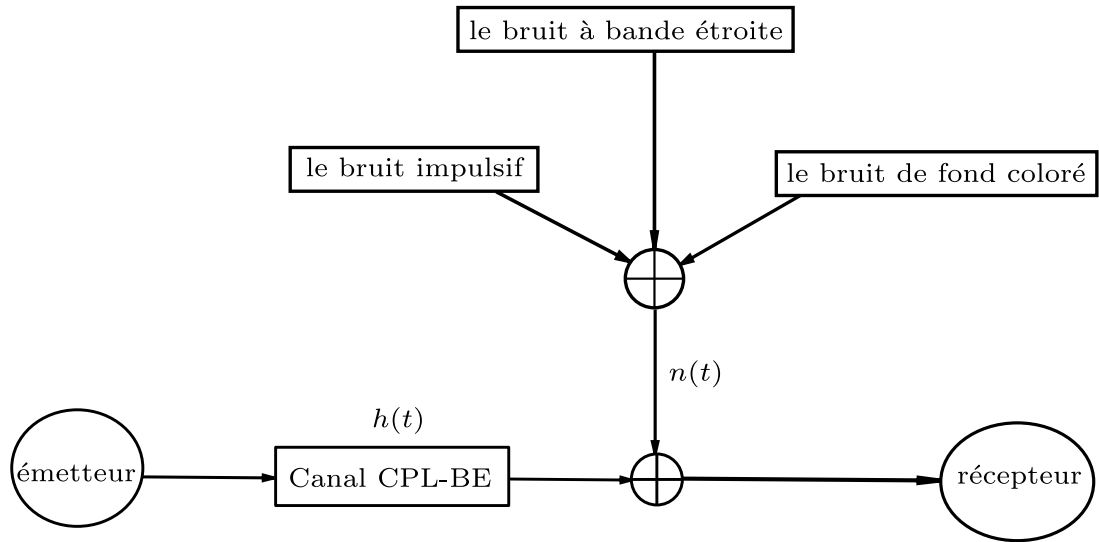 le bruit à bande étroite
le bruit impulsif
le bruit de fond coloré
n(t)
h(t)
émetteur
Canal CPL-BE
récepteur